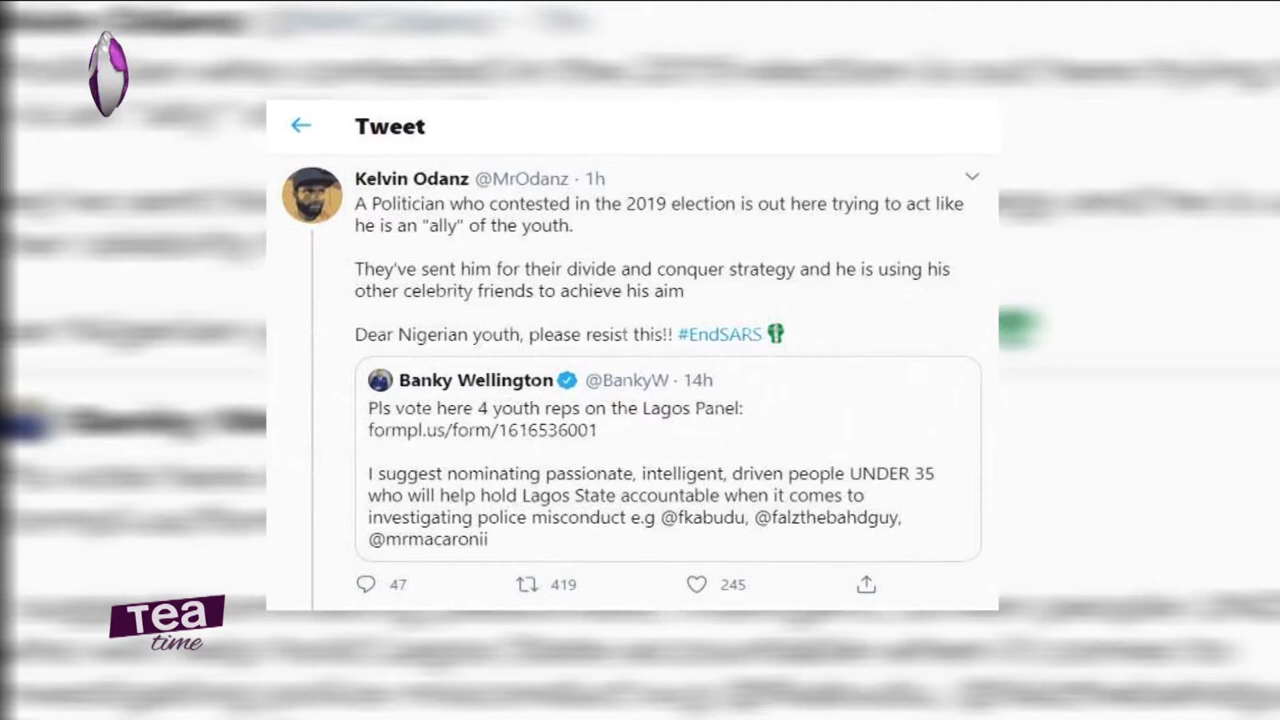 Tweet
Kelvin Odanz @MrOdanz · 1h
A Politician who contested in the 2019 election is out here trying to act like
he is an "ally" of the youth.
They've sent him for their divide and conquer strategy and he is using his
other celebrity friends to achieve his aim
Dear Nigerian youth, please resist this!! #EndSARS
Banky Wellington @BankyW · 14h
Pls vote here 4 youth reps on the Lagos Panel:
formpl.us/form/1616536001
I suggest nominating passionate, intelligent, driven people UNDER 35
who will help hold Lagos State accountable when it comes to
investigating police misconduct e.g @fkabudu, @falzthebahdguy,
@mrmacaronii
47 419 245
Tea
time